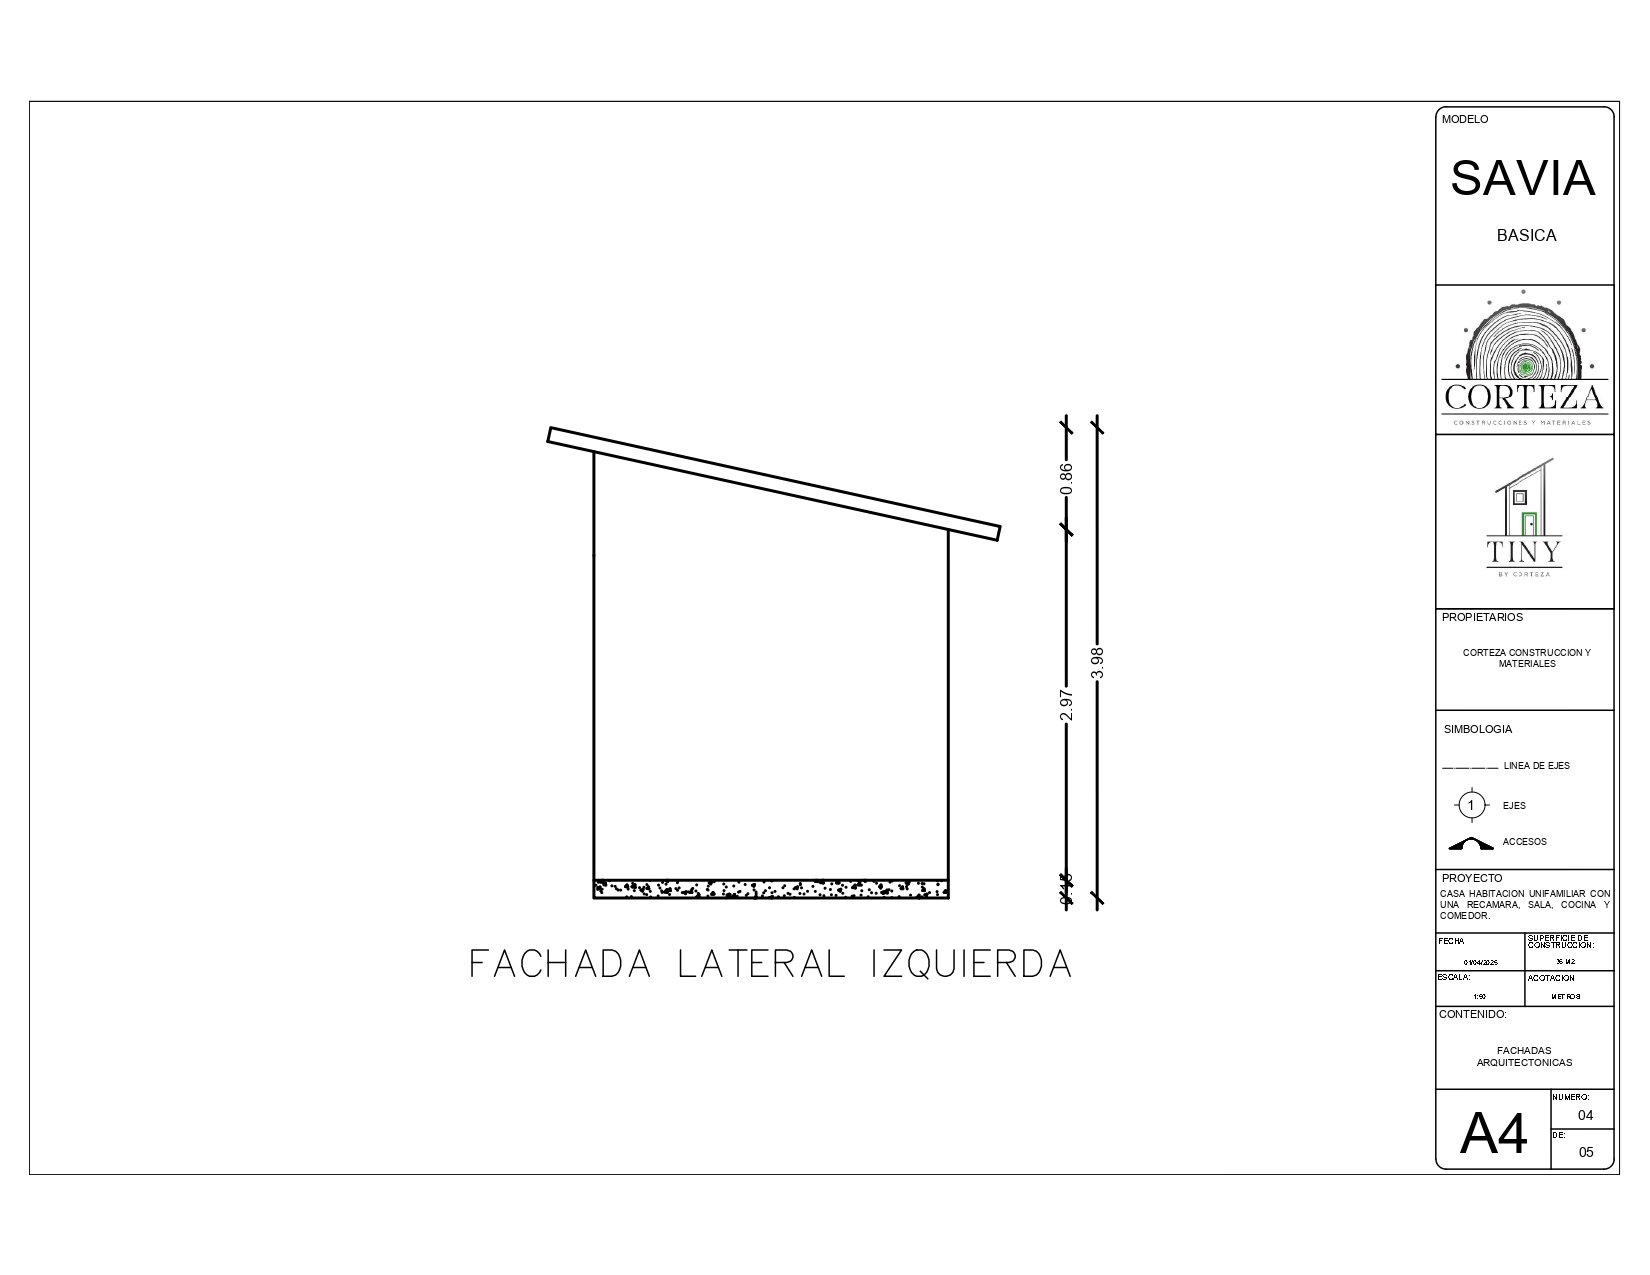 MODELO
SAVIA
BASICA
CORTEZA
CONSTRUCCIONES Y MATERIALES
TINY
BY CORTEZA
PROPIETARIOS
CORTEZA CONSTRUCCION Y
MATERIALES
SIMBOLOGIA
LINEA DE EJES
1 EJES
ACCESOS
PROYECTO
CASA HABITACION UNIFAMILIAR CON
UNA RECAMARA, SALA, COCINA Y
COMEDOR.
FECHA
01/04/2025
SUPERFICIE DE
CONSTRUCCION:
36 M2
ESCALA:
1:50
ACOTACION
METROS
CONTENIDO:
FACHADAS
ARQUITECTONICAS
A4
NUMERO:
04
DE:
05
0.86
2.97
0.15
3.98
FACHADA LATERAL IZQUIERDA